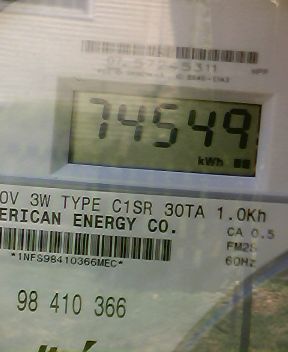 74549
kWh
0V 3W TYPE C1SR 30TA 1.0Kh
ERICAN ENERGY CO.
CA 0.5
FM2S
60Hz
*1NFS98410366MEC*
98 410 366